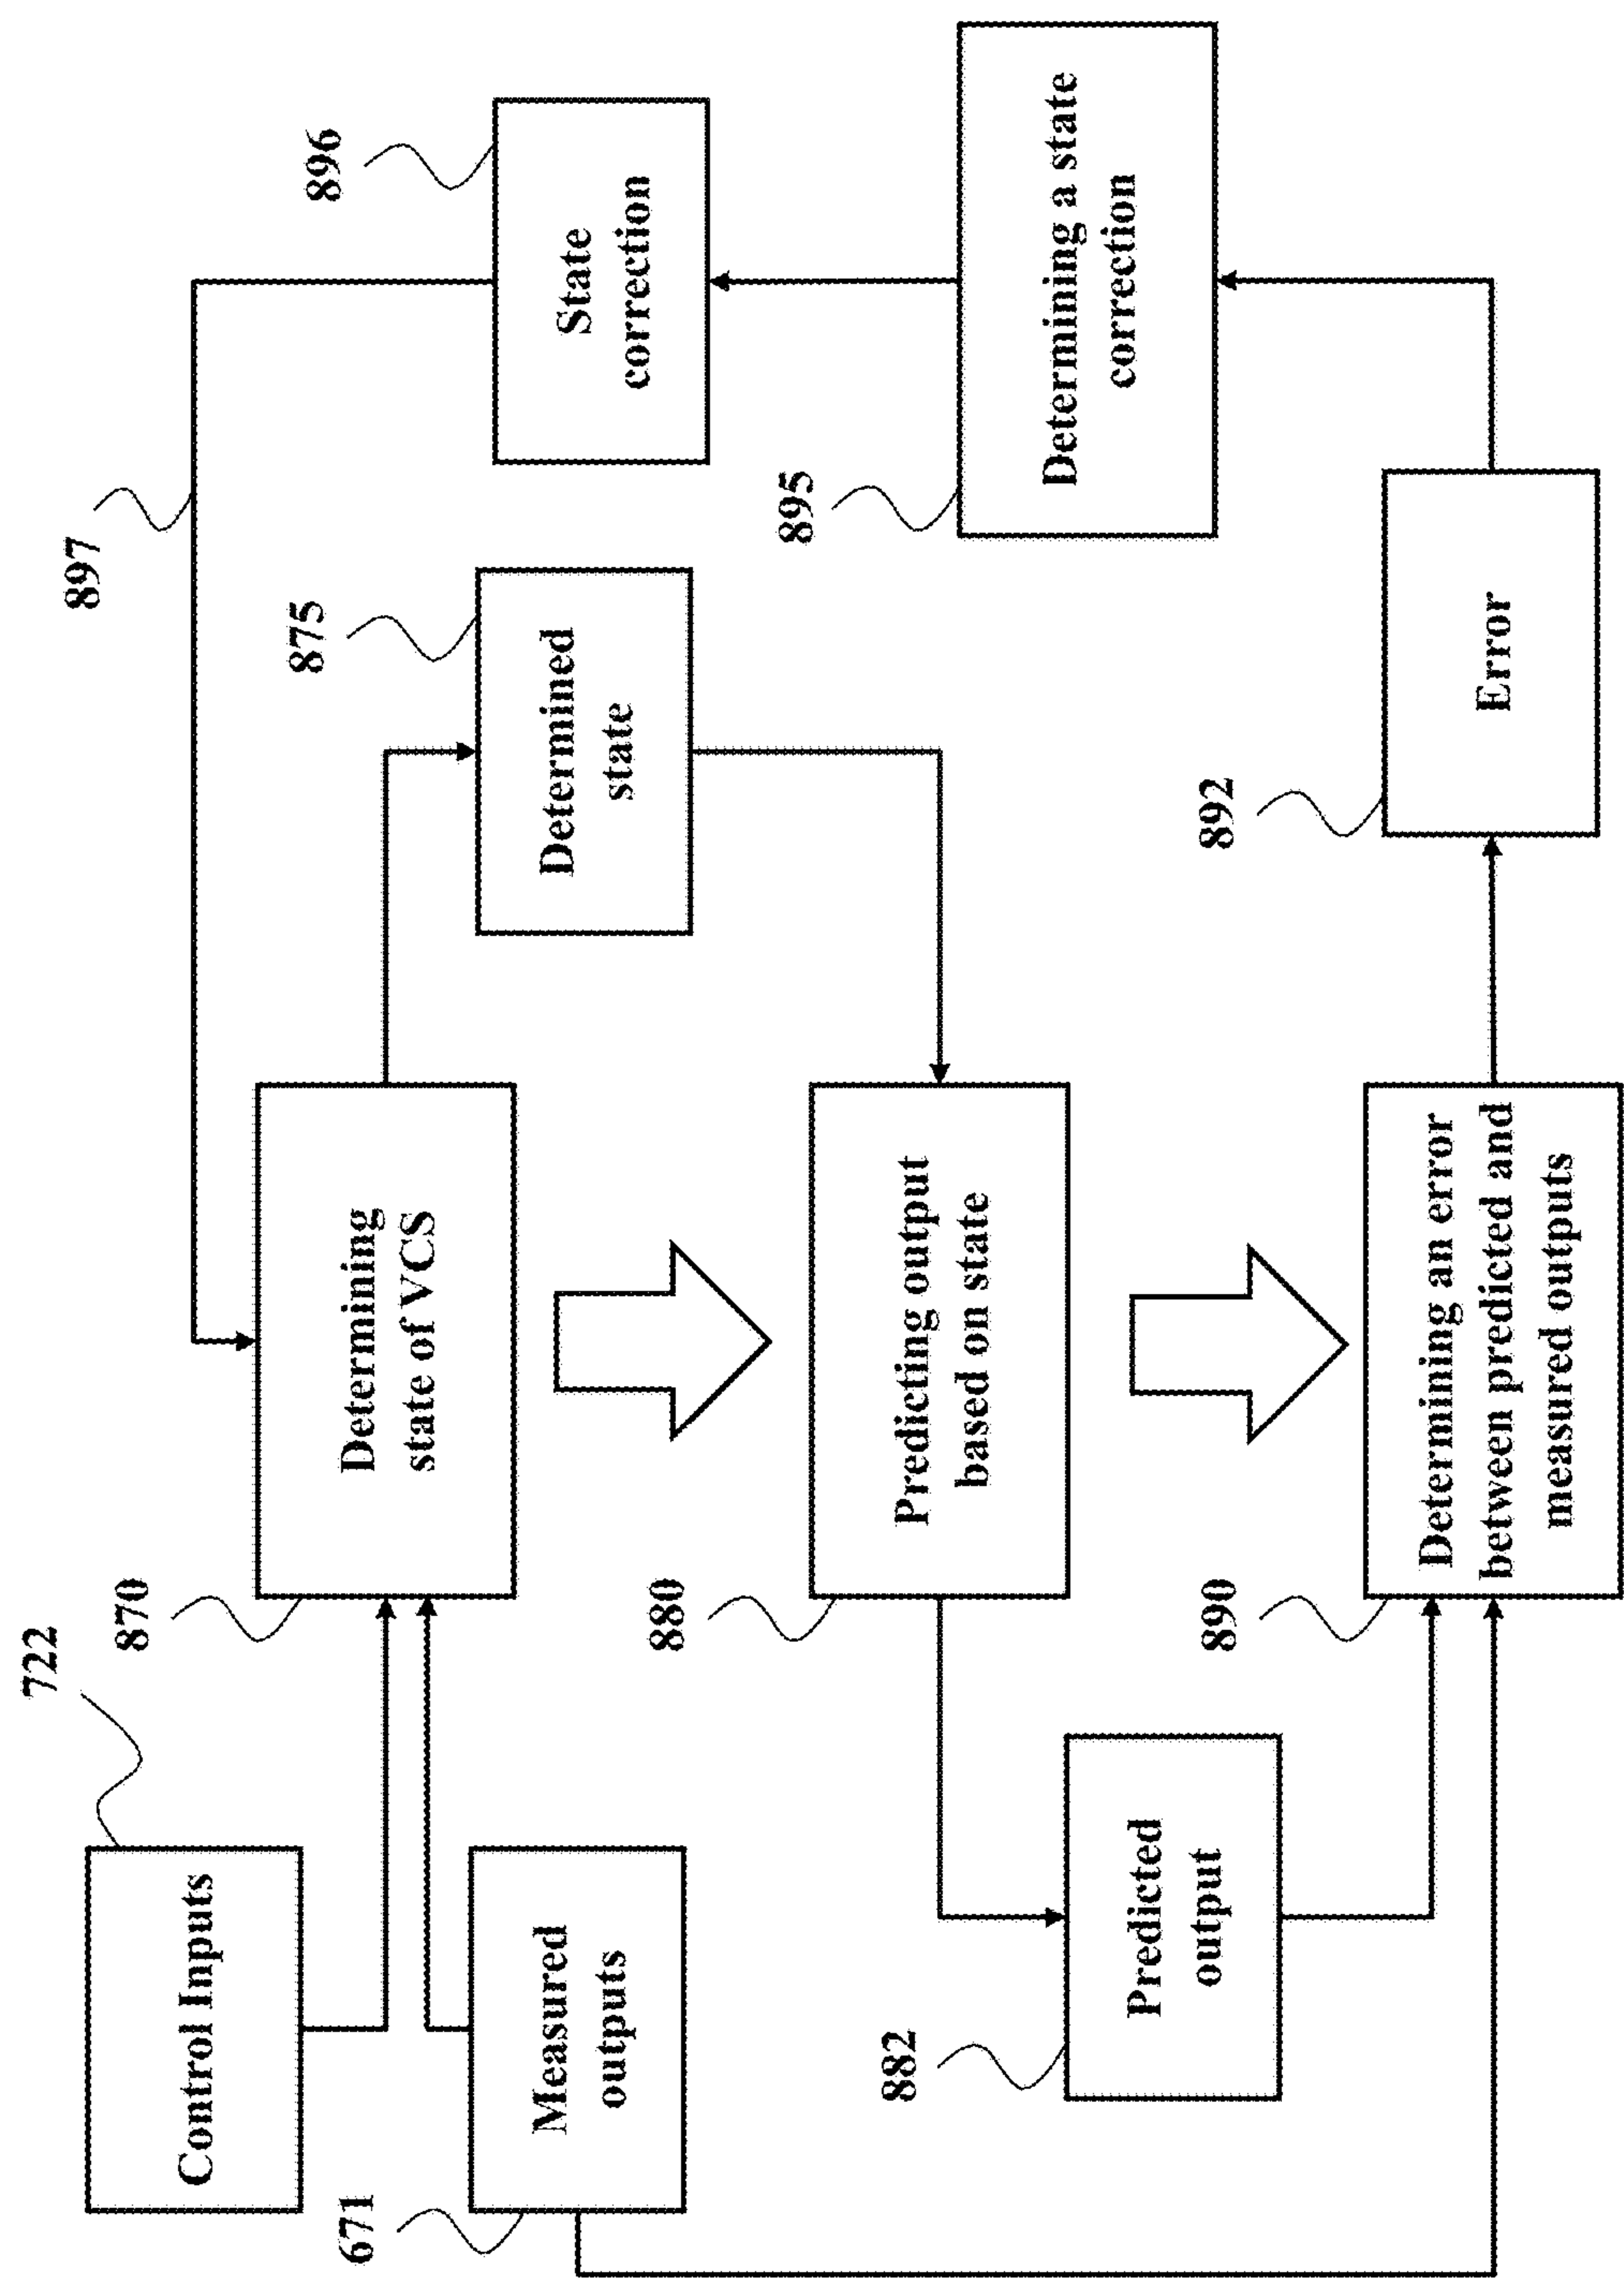 722
Control Inputs
870
Determining
state of VCS
897
896
State
correction
875
Determined
state
671
Measured
outputs
880
Predicting output
based on state
895
Determining a state
correction
882
Predicted
output
890
Determining an error
between predicted and
measured outputs
892
Error